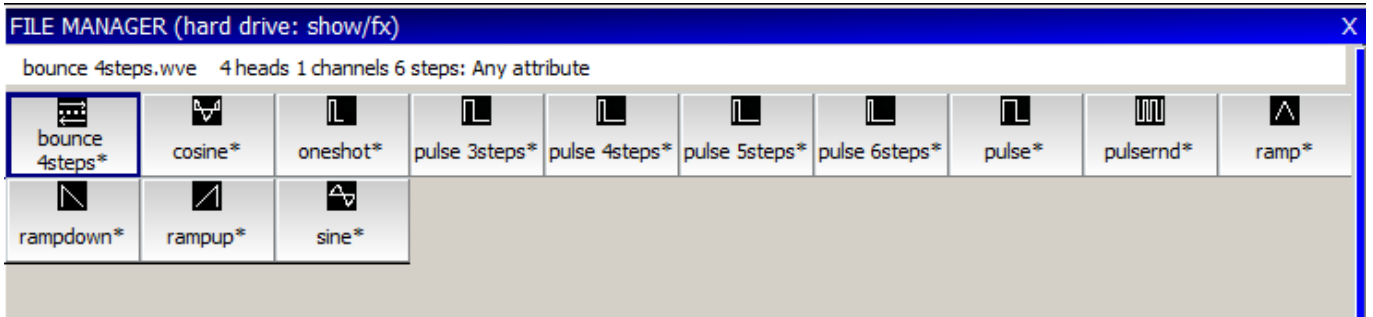 FILE MANAGER (hard drive: show/fx) X
bounce 4steps.wve 4 heads 1 channels 6 steps: Any attribute
bounce
4steps*
cosine*
oneshot*
pulse 3steps*
pulse 4steps*
pulse 5steps*
pulse 6steps*
pulse*
pulsernd*
ramp*
rampdown*
rampup*
sine*